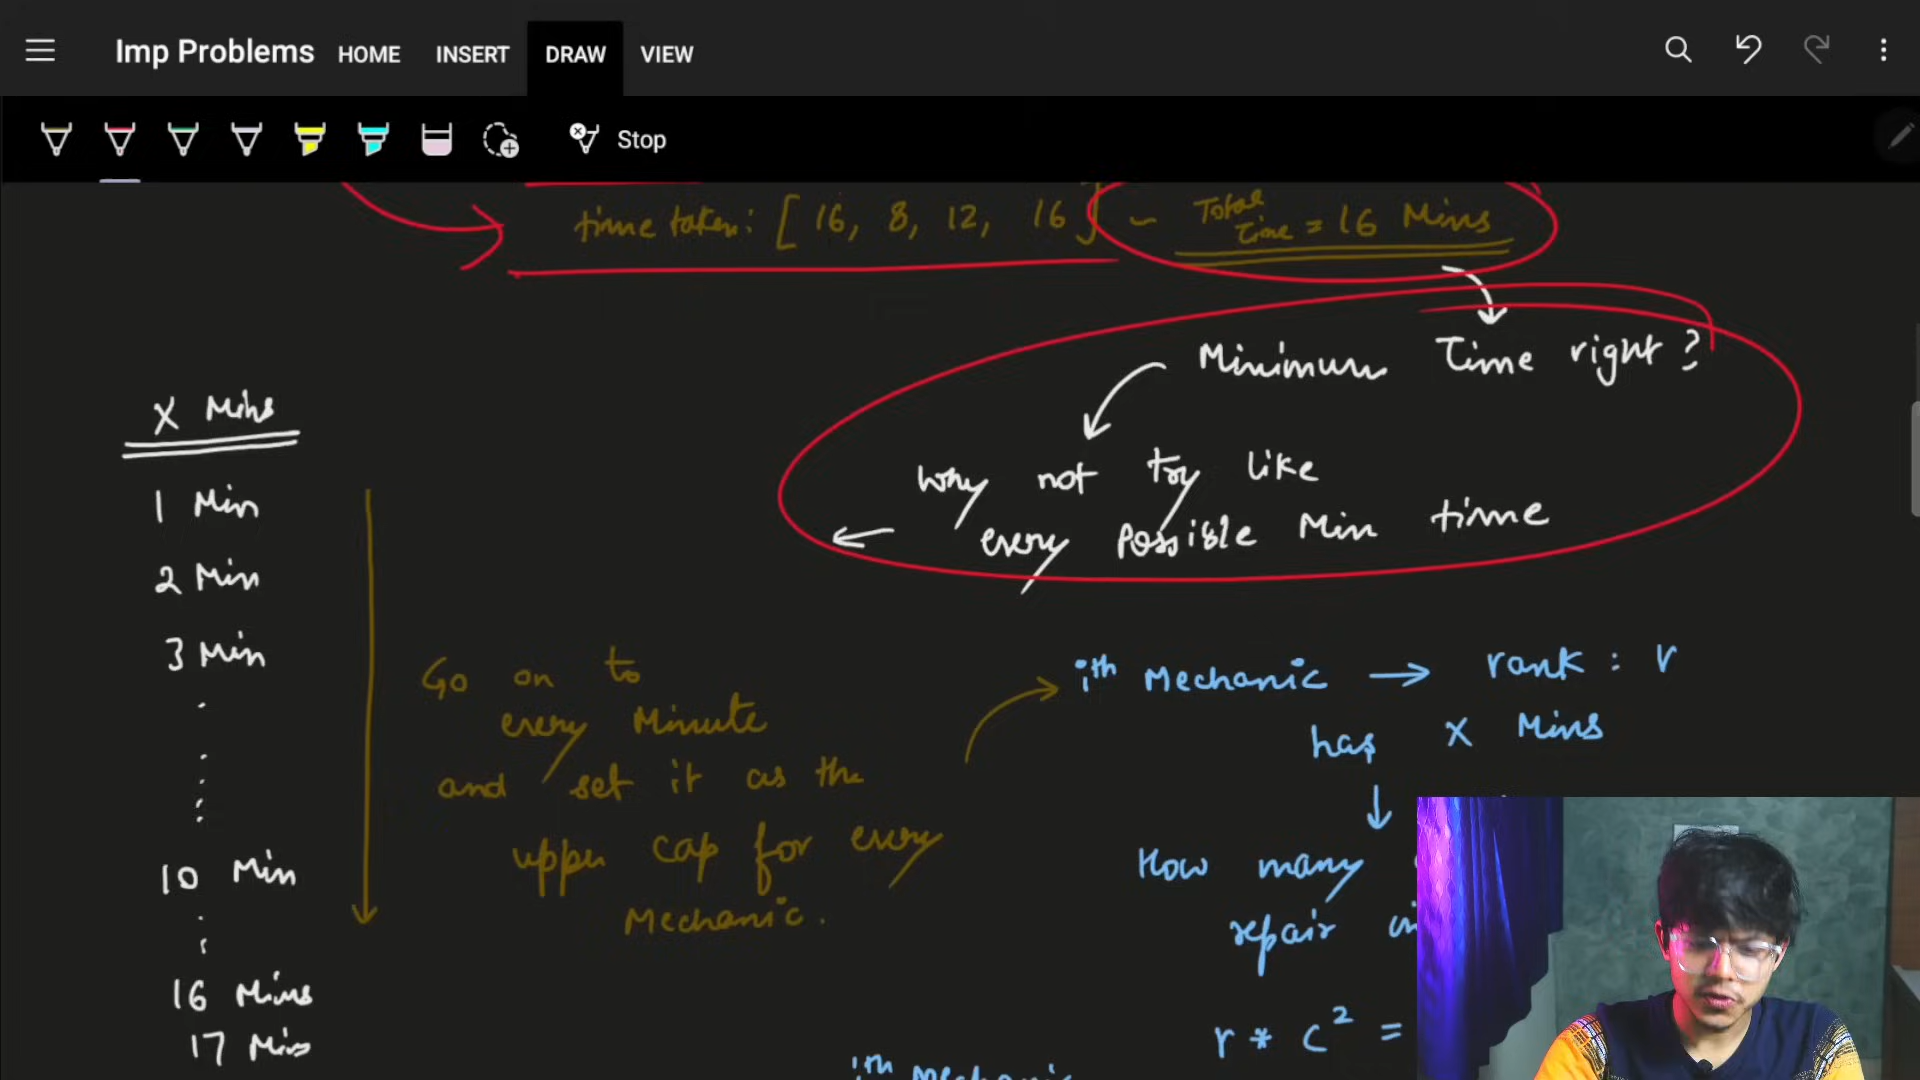 Imp Problems HOME INSERT DRAW VIEW
Stop
time taken: [16, 8, 12, 16] - Total Time = 16 Mins
Minimum Time right?
X Mins
why not try like
every Possible Min time
1 Min
2 Min
3 Min
10 Min
16 Mins
17 Mins
Go on to
every Minute
and set it as the
upper cap for every
Mechanic.
ith Mechanic → rank : r
has X Mins
How many
repair in
r * c² =
ith Mechanic